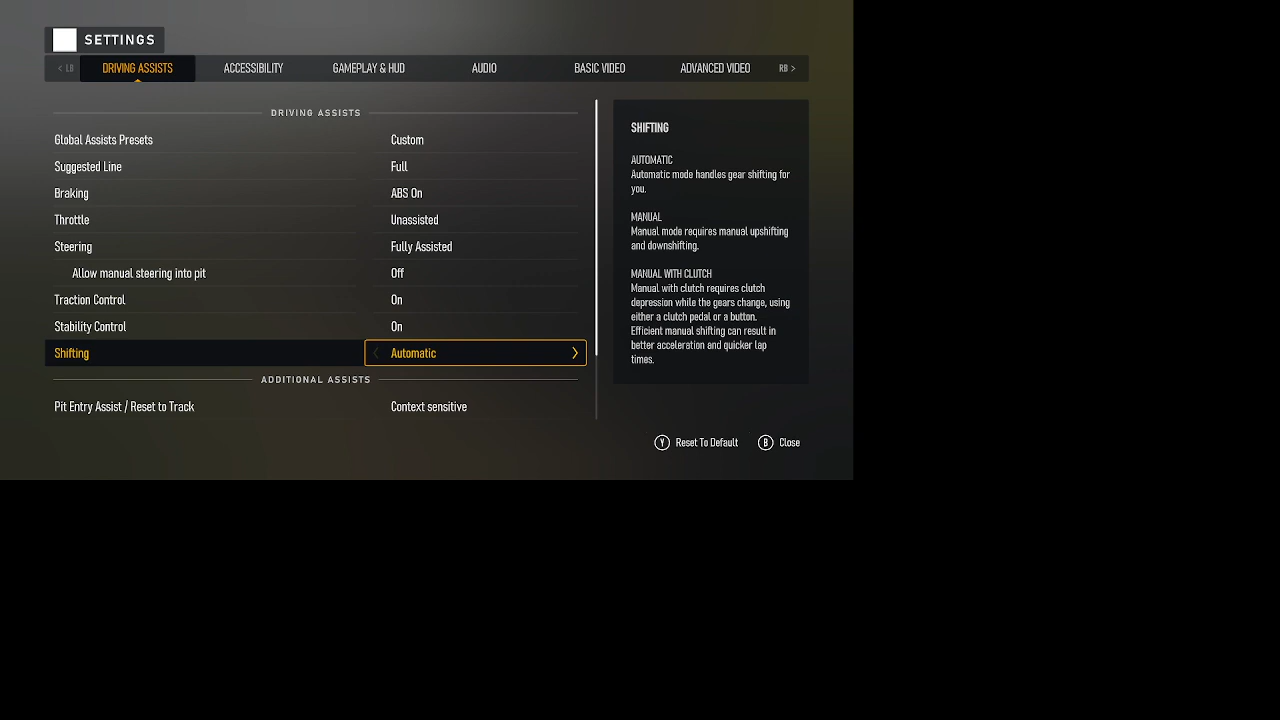 SETTINGS
< LB DRIVING ASSISTS ACCESSIBILITY GAMEPLAY & HUD AUDIO BASIC VIDEO ADVANCED VIDEO RB >
DRIVING ASSISTS
Global Assists Presets Custom
Suggested Line Full
Braking ABS On
Throttle Unassisted
Steering Fully Assisted
Allow manual steering into pit Off
Traction Control On
Stability Control On
Shifting < Automatic >
ADDITIONAL ASSISTS
Pit Entry Assist / Reset to Track Context sensitive
SHIFTING
AUTOMATIC
Automatic mode handles gear shifting for
you.
MANUAL
Manual mode requires manual upshifting
and downshifting.
MANUAL WITH CLUTCH
Manual with clutch requires clutch
depression while the gears change, using
either a clutch pedal or a button.
Efficient manual shifting can result in
better acceleration and quicker lap
times.
Y Reset To Default B Close